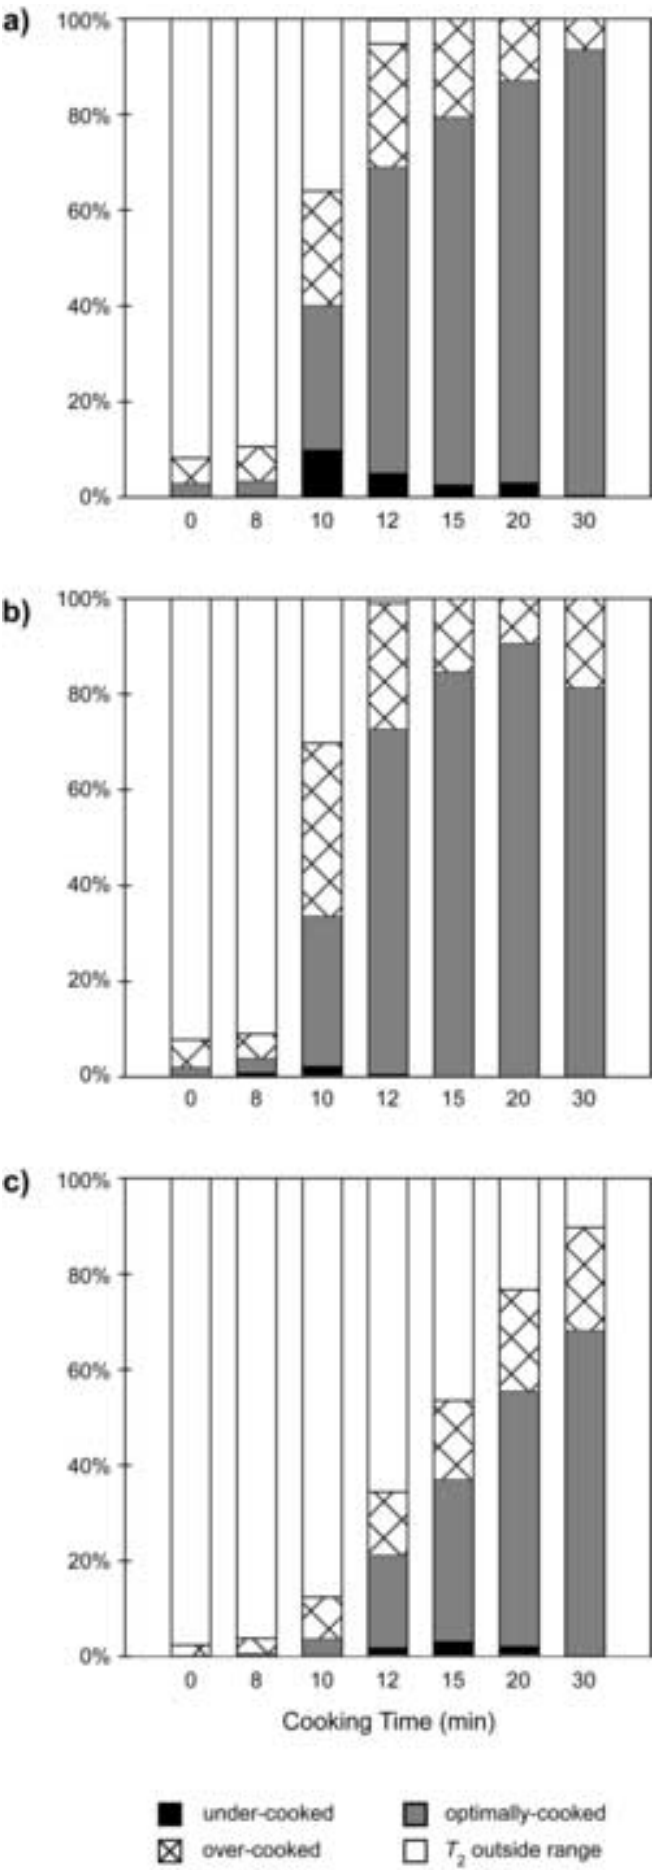 a)
100%
80%
60%
40%
20%
0%
0 8 10 12 15 20 30
b)
100%
80%
60%
40%
20%
0%
0 8 10 12 15 20 30
c)
100%
80%
60%
40%
20%
0%
0 8 10 12 15 20 30
Cooking Time (min)
under-cooked optimally-cooked
over-cooked T₂ outside range